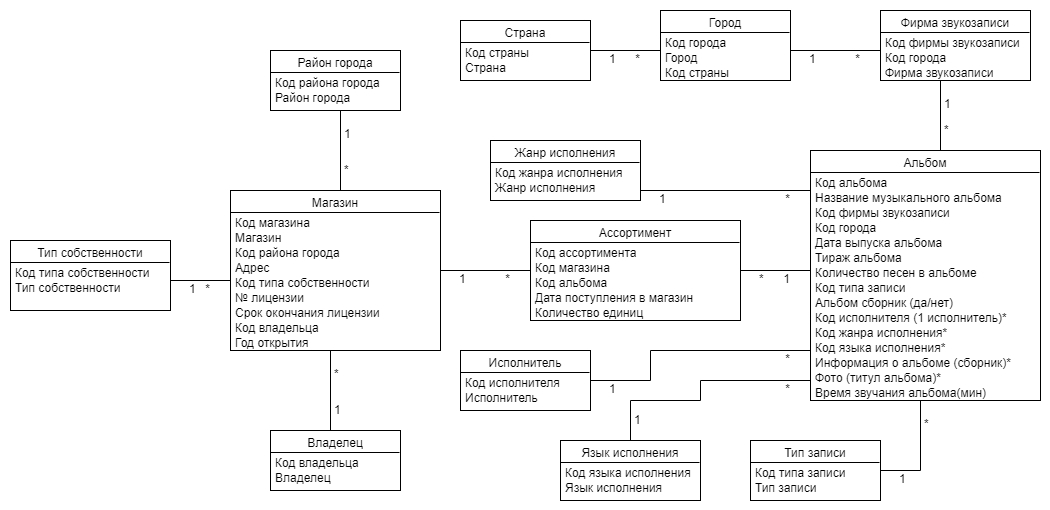 Страна
Код страны
Страна
1
*
Город
Код города
Город
Код страны
1
*
Фирма звукозаписи
Код фирмы звукозаписи
Код города
Фирма звукозаписи
1
*
Район города
Код района города
Район города
1
*
Жанр исполнения
Код жанра исполнения
Жанр исполнения
1
*
Альбом
Код альбома
Название музыкального альбома
Код фирмы звукозаписи
Код города
Дата выпуска альбома
Тираж альбома
Количество песен в альбоме
Код типа записи
Альбом сборник (да/нет)
Код исполнителя (1 исполнитель)*
Код жанра исполнения*
Код языка исполнения*
Информация о альбоме (сборник)*
Фото (титул альбома)*
Время звучания альбома(мин)
Магазин
Код магазина
Магазин
Код района города
Адрес
Код типа собственности
№ лицензии
Срок окончания лицензии
Код владельца
Год открытия
Тип собственности
Код типа собственности
Тип собственности
1
*
1
*
Ассортимент
Код ассортимента
Код магазина
Код альбома
Дата поступления в магазин
Количество единиц
*
1
Исполнитель
Код исполнителя
Исполнитель
1
*
*
1
Язык исполнения
Код языка исполнения
Язык исполнения
1
*
Владелец
Код владельца
Владелец
Тип записи
Код типа записи
Тип записи
1
*